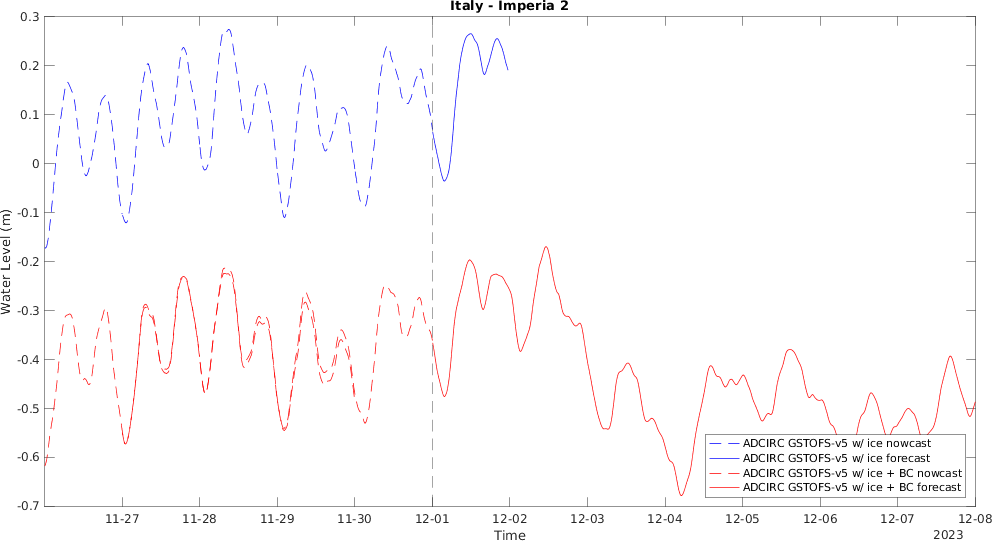 Italy - Imperia 2
Water Level (m)
0.3
0.2
0.1
0
-0.1
-0.2
-0.3
-0.4
-0.5
-0.6
-0.7
ADCIRC GSTOFS-v5 w/ ice nowcast
ADCIRC GSTOFS-v5 w/ ice forecast
ADCIRC GSTOFS-v5 w/ ice + BC nowcast
ADCIRC GSTOFS-v5 w/ ice + BC forecast
11-27 11-28 11-29 11-30 12-01 12-02 12-03 12-04 12-05 12-06 12-07 12-08
Time
2023